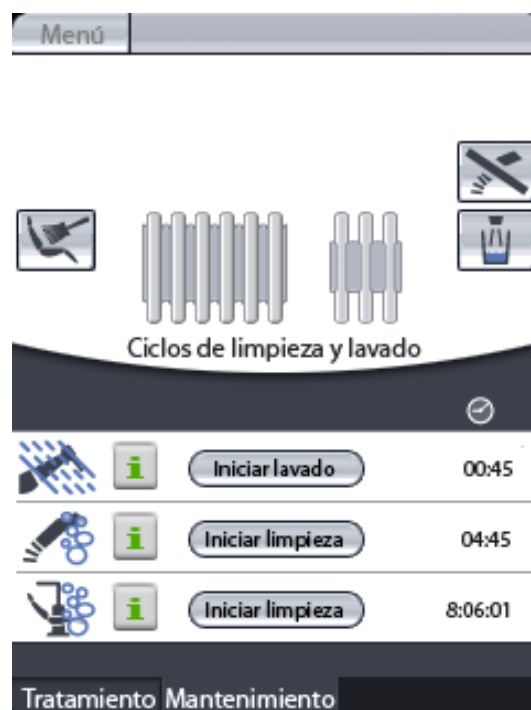 Menú
Ciclos de limpieza y lavado
i Iniciar lavado 00:45
i Iniciar limpieza 04:45
i Iniciar limpieza 8:06:01
Tratamiento Mantenimiento